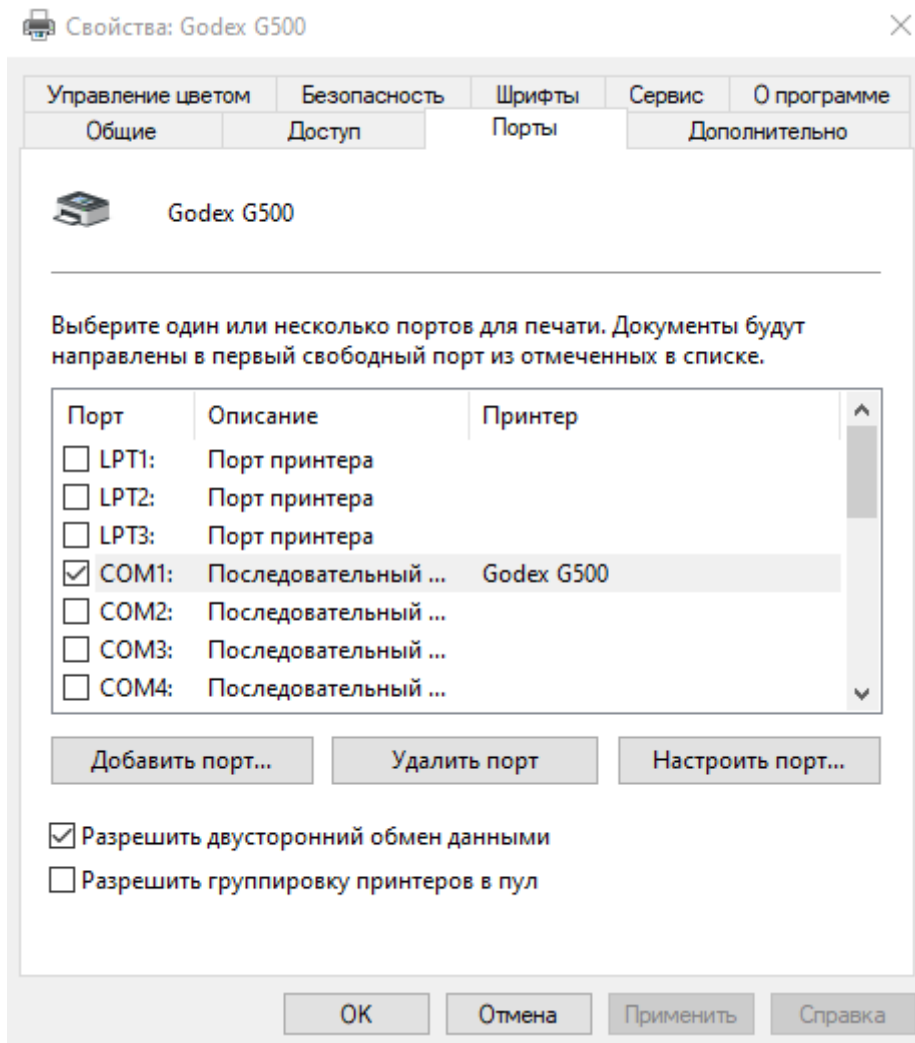 Свойства: Godex G500
Управление цветом Безопасность Шрифты Сервис О программе
Общие Доступ Порты Дополнительно
Godex G500
Выберите один или несколько портов для печати. Документы будут
направлены в первый свободный порт из отмеченных в списке.
Порт Описание Принтер
LPT1: Порт принтера
LPT2: Порт принтера
LPT3: Порт принтера
COM1: Последовательный ... Godex G500
COM2: Последовательный ...
COM3: Последовательный ...
COM4: Последовательный ...
Добавить порт... Удалить порт Настроить порт...
Разрешить двусторонний обмен данными
Разрешить группировку принтеров в пул
ОК Отмена Применить Справка